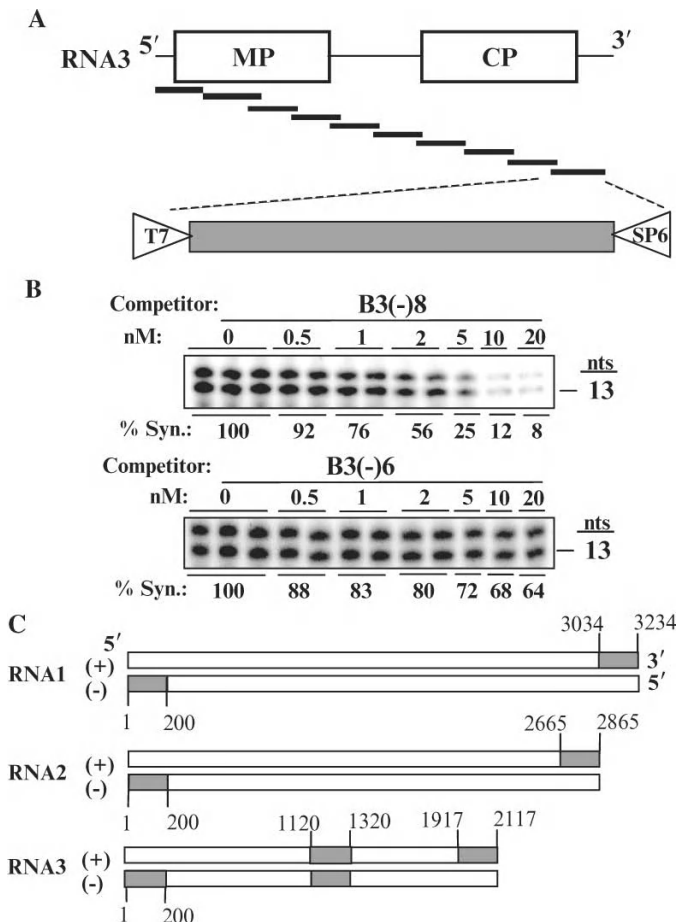 A
5′ 3′
RNA3 MP CP
T7 SP6
B
Competitor: B3(-)8
nM: 0 0.5 1 2 5 10 20
nts
13
% Syn.: 100 92 76 56 25 12 8
Competitor: B3(-)6
nM: 0 0.5 1 2 5 10 20
nts
13
% Syn.: 100 88 83 80 72 68 64
C
5′ 3034 3234
RNA1 (+) 3′
(-) 5′
1 200
2665 2865
RNA2 (+)
(-)
1 200 1120 1320 1917 2117
RNA3 (+)
(-)
1 200